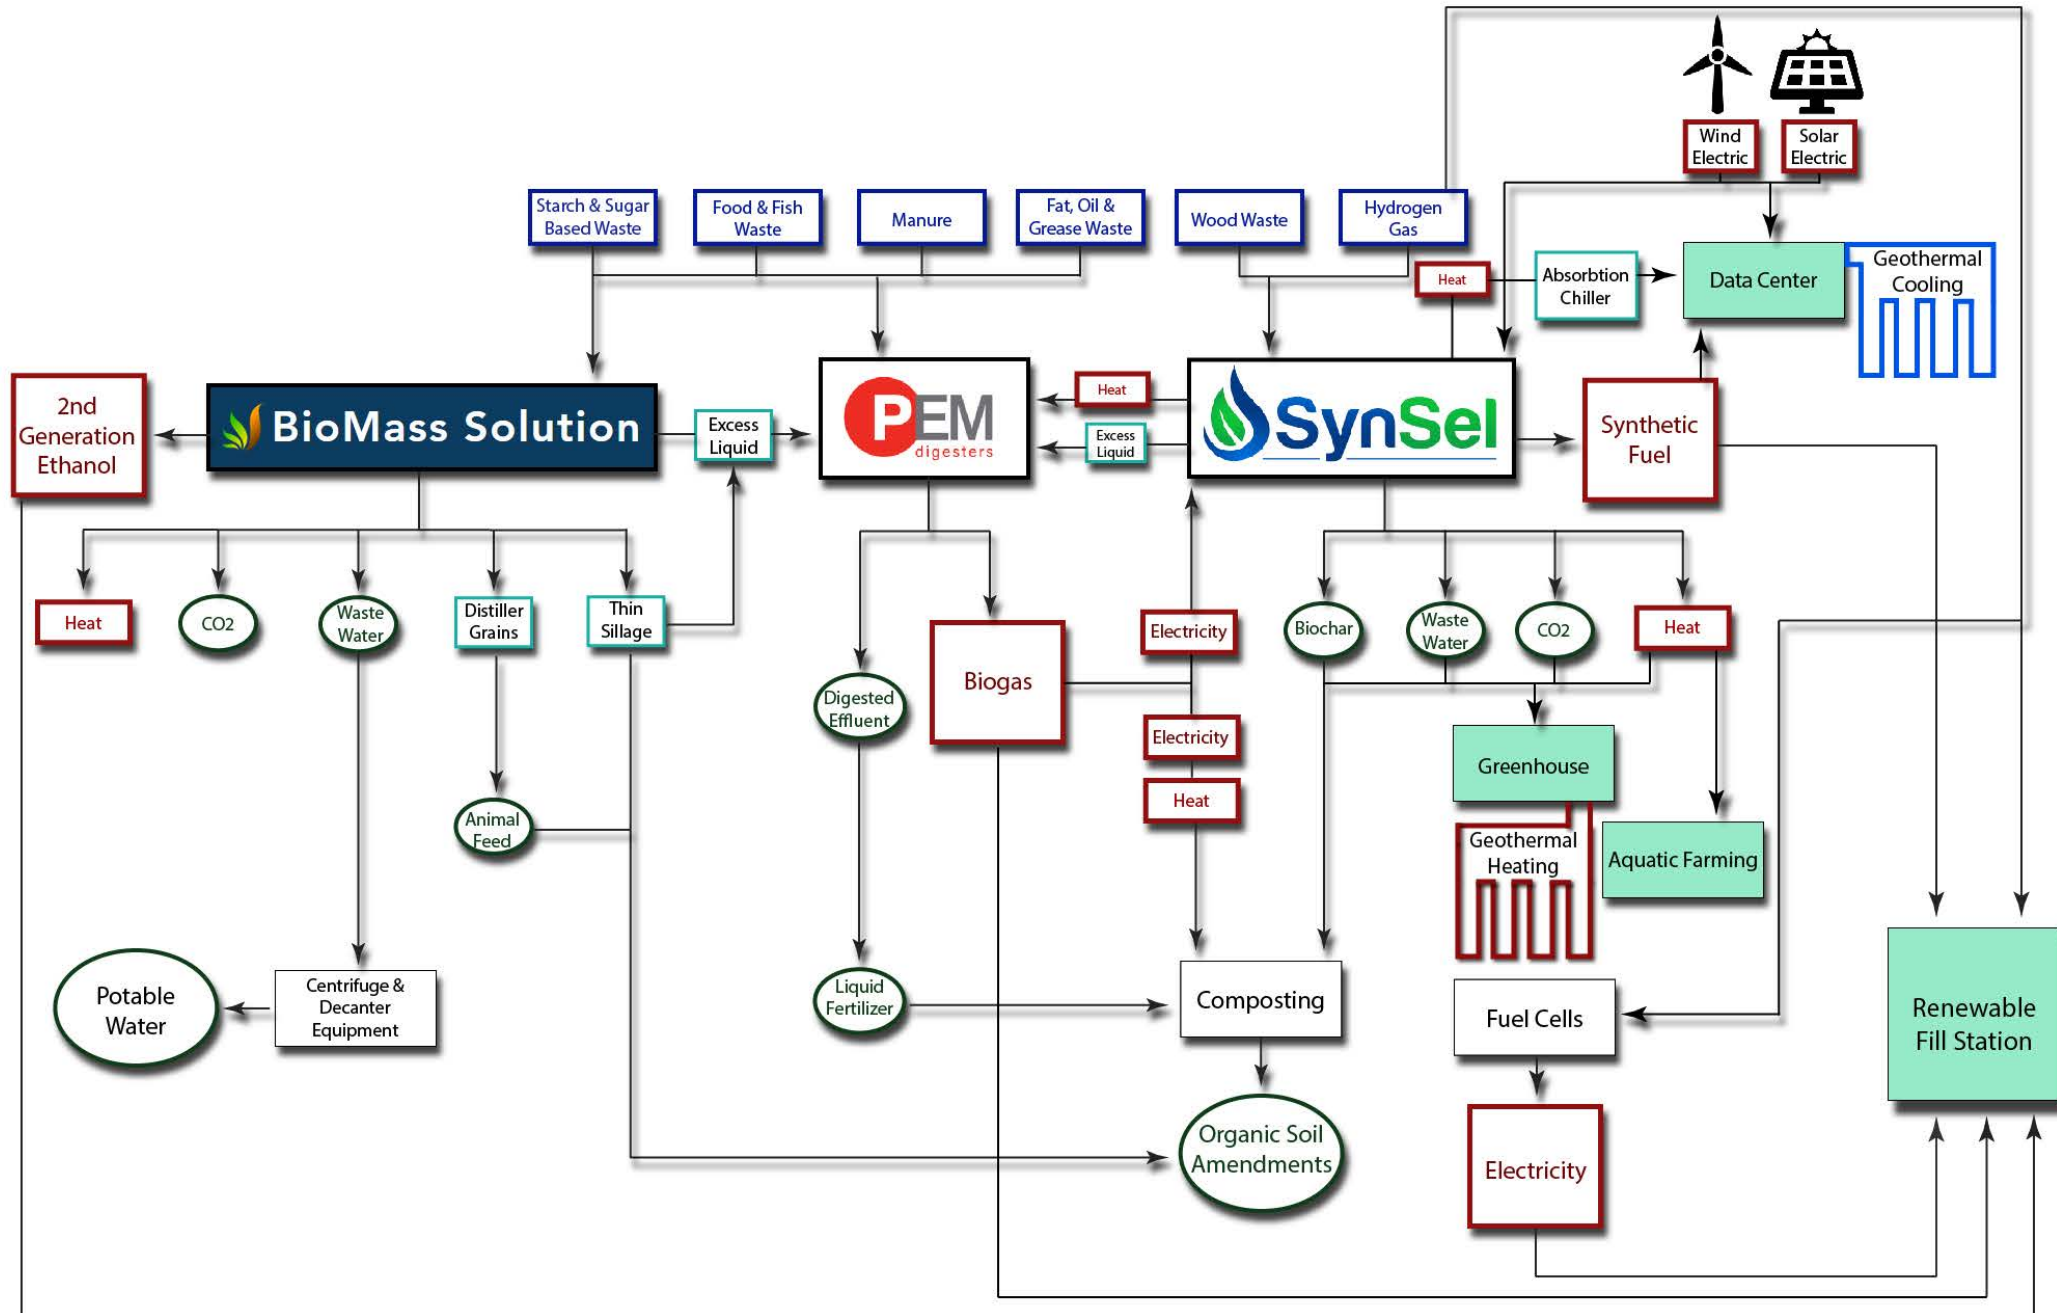 Wind
Electric
Solar
Electric
Starch & Sugar
Based Waste
Food & Fish
Waste
Manure
Fat, Oil &
Grease Waste
Wood Waste
Hydrogen
Gas
Heat
Absorbtion
Chiller
Data Center
Geothermal
Cooling
2nd
Generation
Ethanol
BioMass Solution
Excess
Liquid
PEM
digesters
Heat
Excess
Liquid
SynSel
Synthetic
Fuel
Heat
CO2
Waste
Water
Distiller
Grains
Thin
Sillage
Electricity
Biochar
Waste
Water
CO2
Heat
Digested
Effluent
Biogas
Electricity
Heat
Greenhouse
Animal
Feed
Geothermal
Heating
Aquatic Farming
Potable
Water
Centrifuge &
Decanter
Equipment
Liquid
Fertilizer
Composting
Fuel Cells
Renewable
Fill Station
Organic Soil
Amendments
Electricity